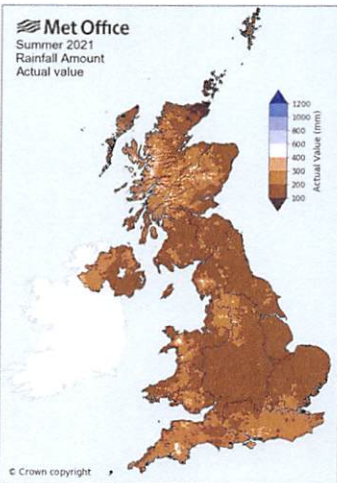 Met Office
Summer 2021
Rainfall Amount
Actual value
1200
1000
800
600
400
300
200
100
Actual Value (mm)
© Crown copyright